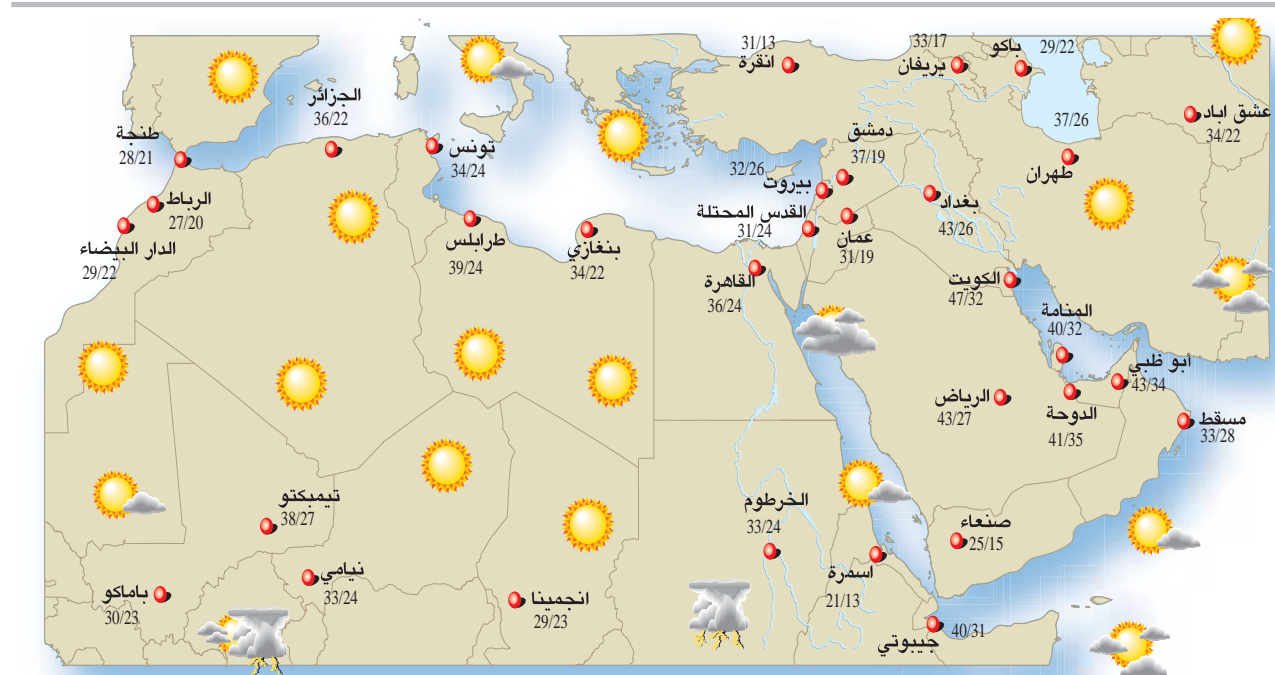 31/13
انقرة
33/17
يريفان
باكو
29/22
عشق اباد
34/22
37/26
طهران
الجزائر
36/22
طنجة
28/21
تونس
34/24
دمشق
37/19
32/26
بيروت
بغداد
43/26
الرباط
27/20
الدار البيضاء
29/22
طرابلس
39/24
بنغازي
34/22
القدس المحتلة
31/24
عمان
31/19
القاهرة
36/24
الكويت
47/32
المنامة
40/32
أبو ظبي
43/34
الرياض
43/27
الدوحة
41/35
مسقط
33/28
تيمبكتو
38/27
الخرطوم
33/24
صنعاء
25/15
نيامي
33/24
اسمرة
21/13
باماكو
30/23
انجمينا
29/23
جيبوتي
40/31